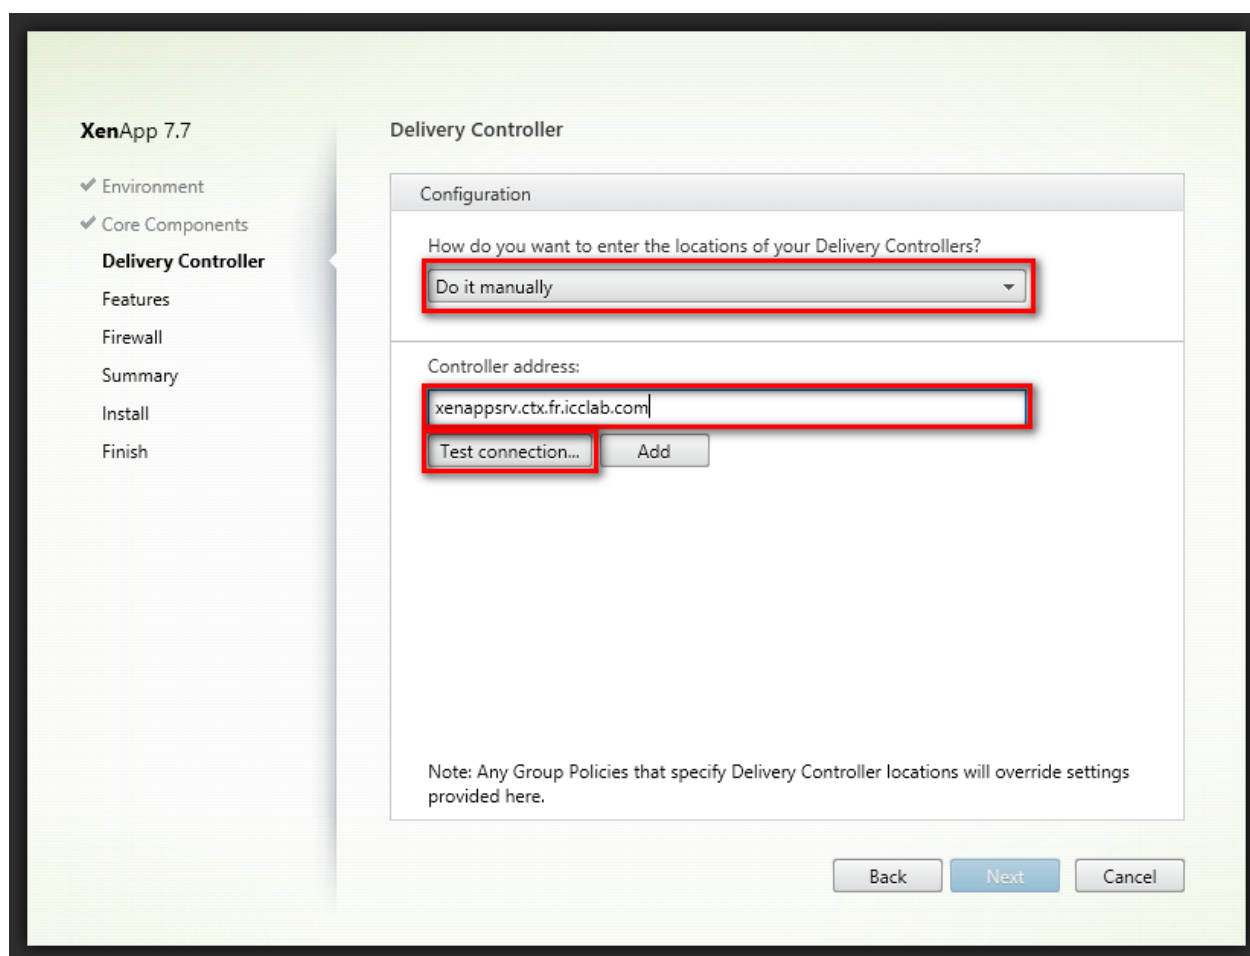 XenApp 7.7
Environment
Core Components
Delivery Controller
Features
Firewall
Summary
Install
Finish
Delivery Controller
Configuration
How do you want to enter the locations of your Delivery Controllers?
Do it manually
Controller address:
xenappsrv.ctx.fr.icclab.com
Test connection... Add
Note: Any Group Policies that specify Delivery Controller locations will override settings
provided here.
Back Next Cancel